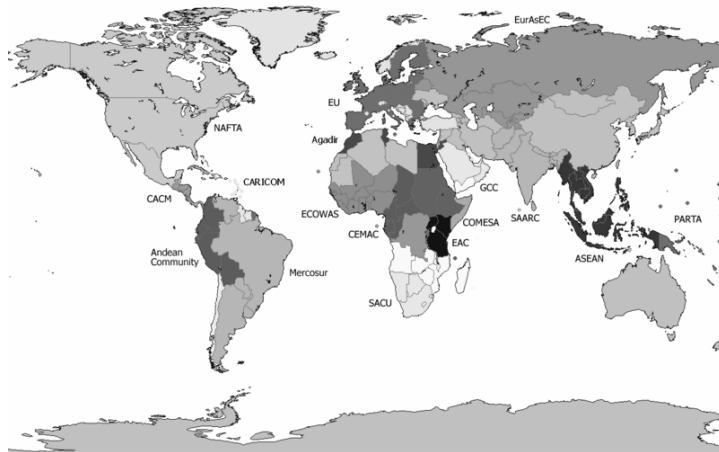 EurAsEC
EU
NAFTA
Agadir
CARICOM
GCC
CACM
ECOWAS
SAARC
PARTA
COMESA
CEMAC
EAC
Andean
Community
ASEAN
Mercosur
SACU